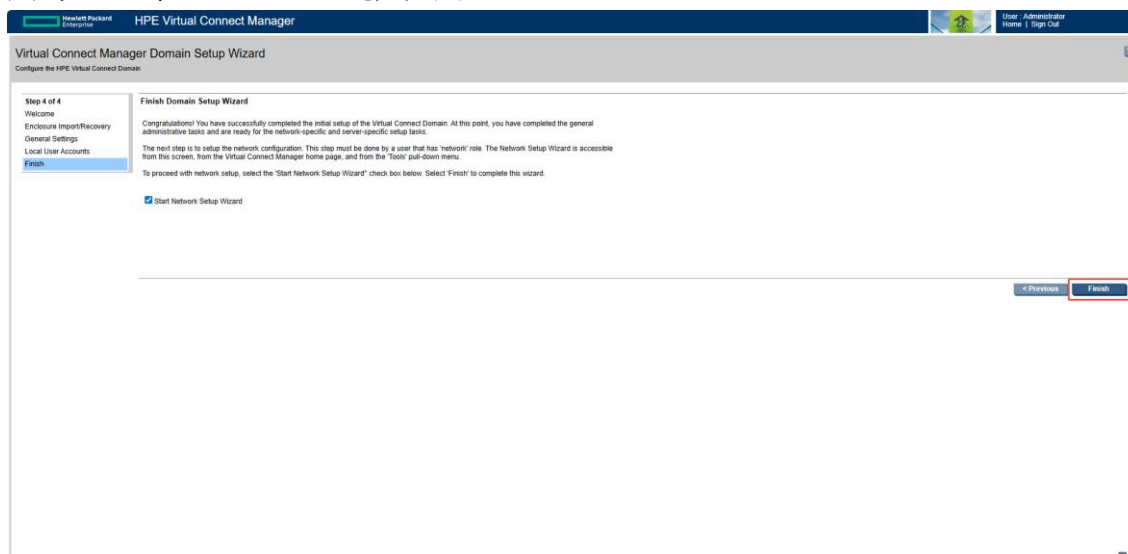 Hewlett Packard
Enterprise
HPE Virtual Connect Manager
User : Administrator
Home | Sign Out
Virtual Connect Manager Domain Setup Wizard
Configure the HPE Virtual Connect Domain
Step 4 of 4
Welcome
Enclosure Import/Recovery
General Settings
Local User Accounts
Finish
Finish Domain Setup Wizard
Congratulations! You have successfully completed the initial setup of the Virtual Connect Domain. At this point, you have completed the general
administrative tasks and are ready for the network-specific and server-specific setup tasks.
The next step is to setup the network configuration. This step must be done by a user that has 'network' role. The Network Setup Wizard is accessible
from this screen, from the Virtual Connect Manager home page, and from the 'Tools' pull-down menu.
To proceed with network setup, select the 'Start Network Setup Wizard" check box below. Select 'Finish' to complete this wizard.
Start Network Setup Wizard
< Previous
Finish